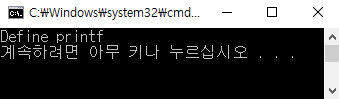 C:\Windows\system32\cmd...
Define printf
계속하려면 아무 키나 누르십시오 . . .